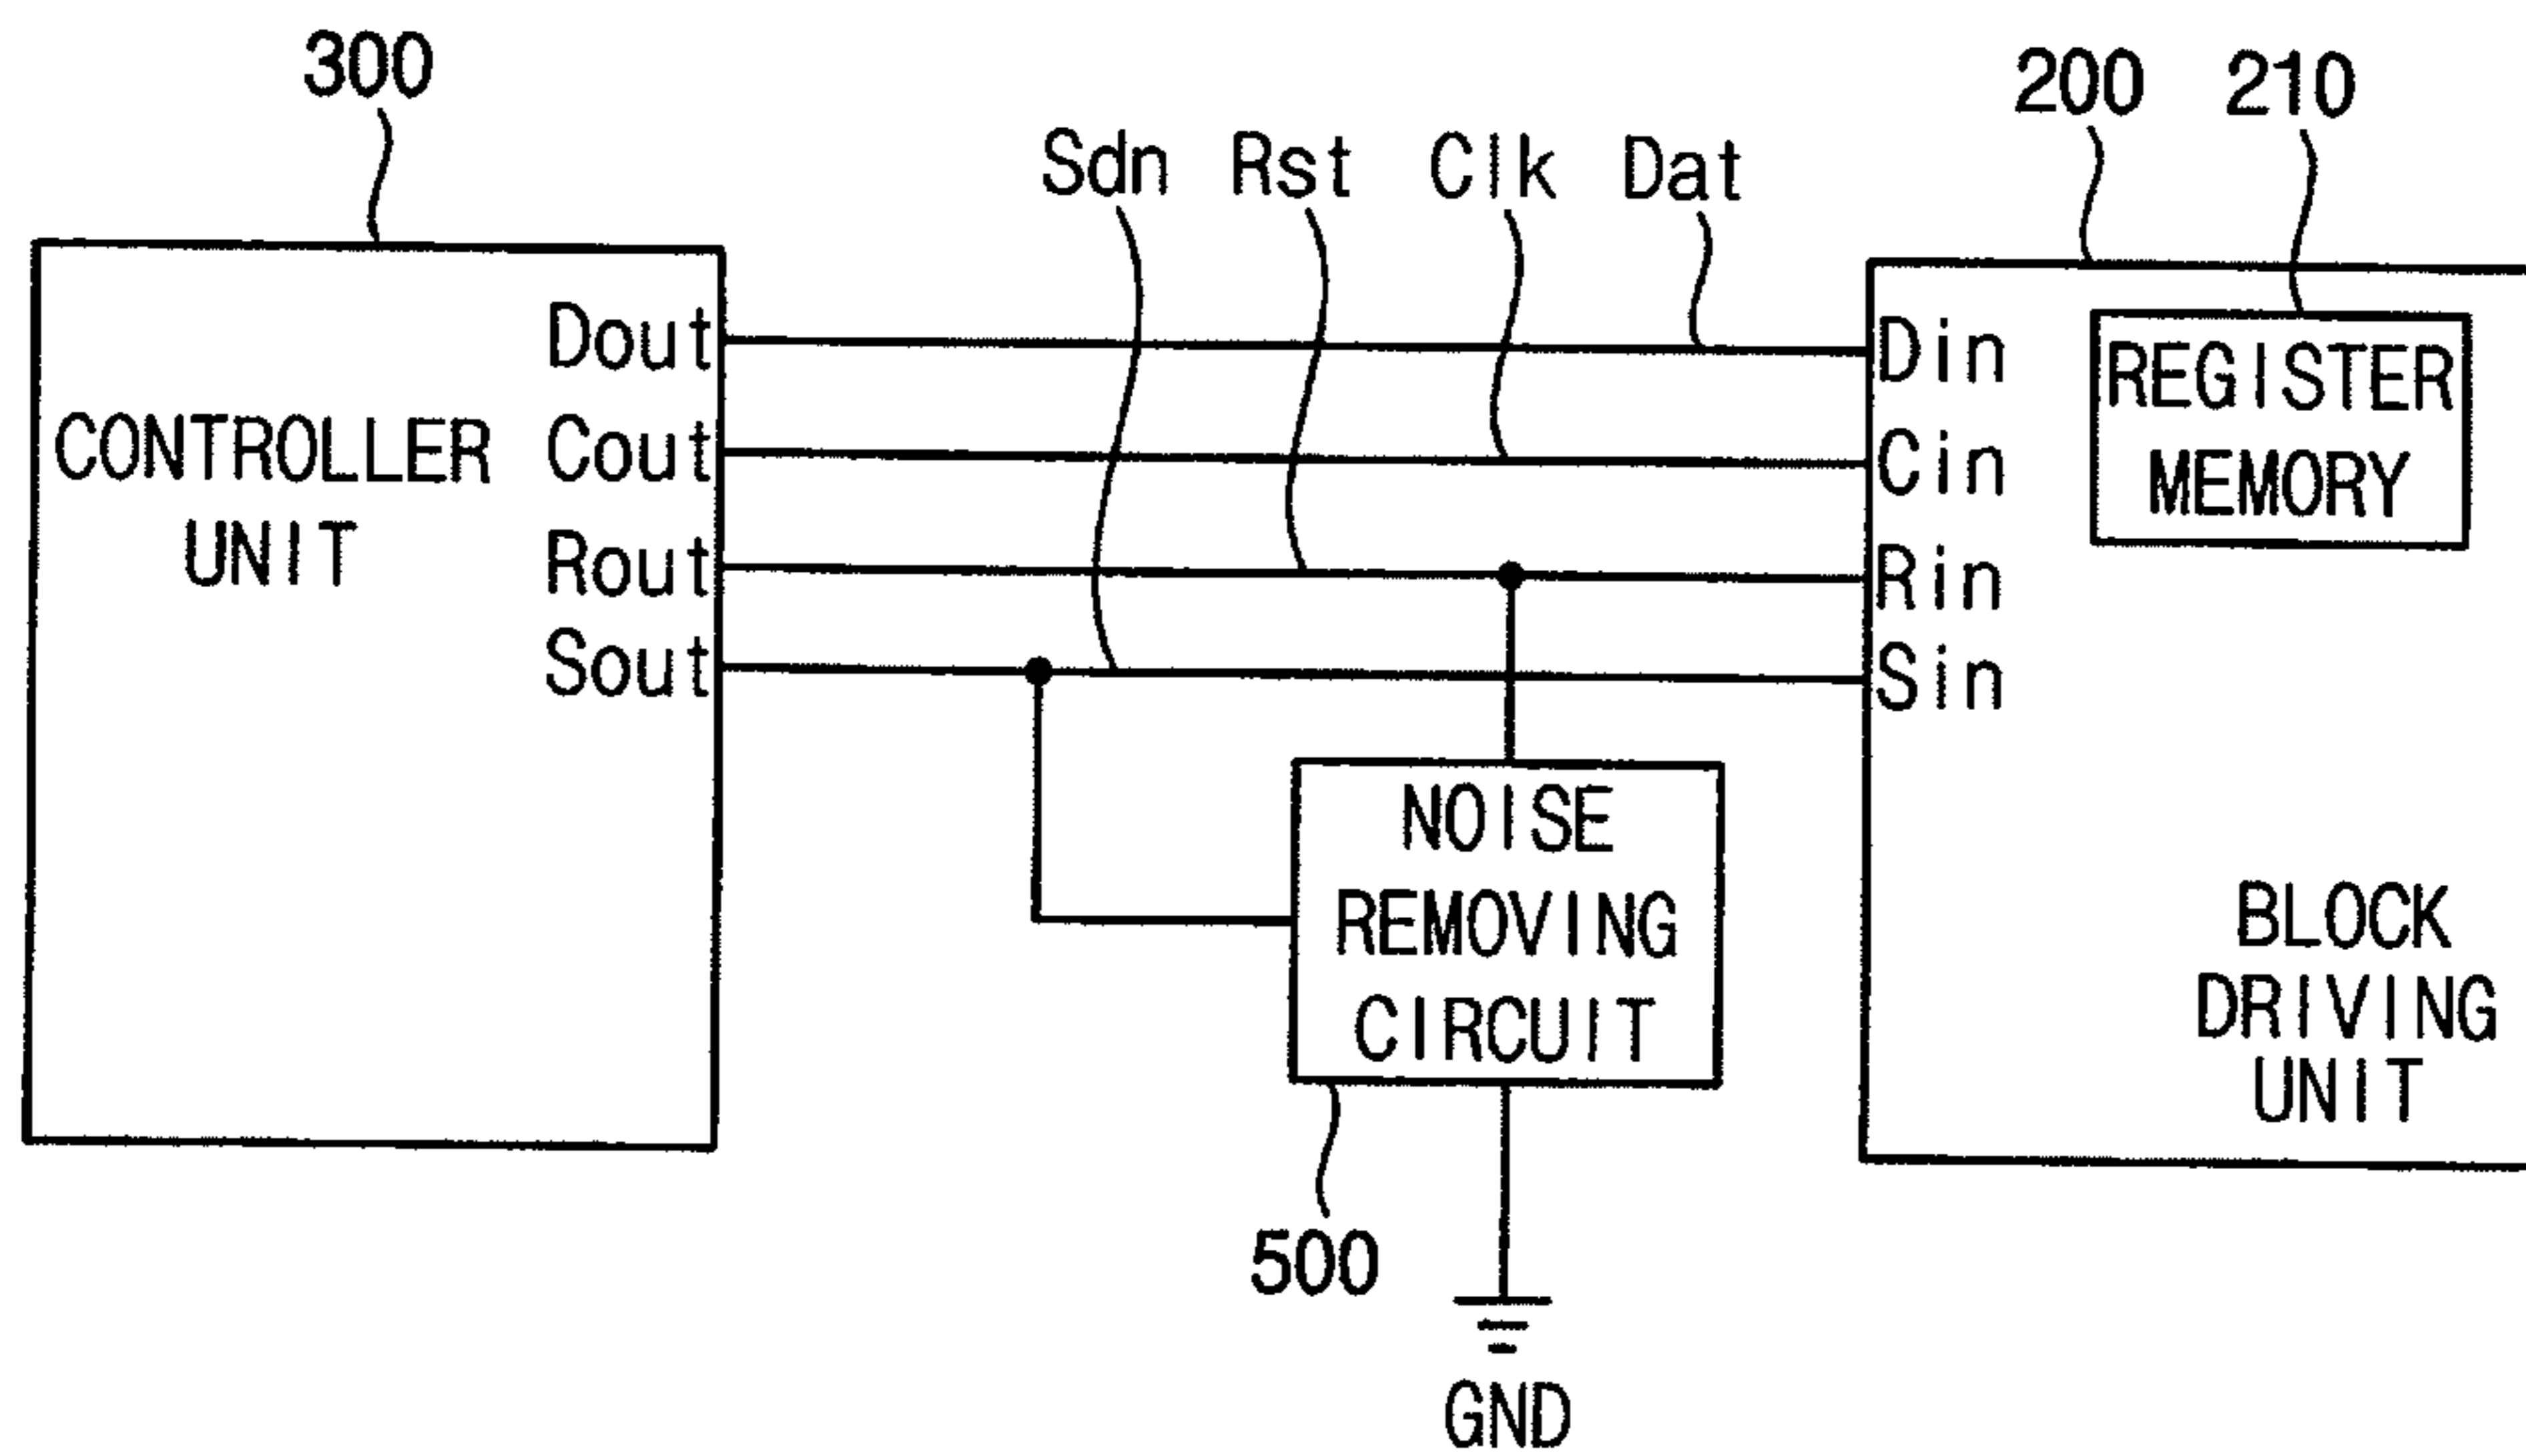 300
200 210
Sdn Rst Clk Dat
Dout
CONTROLLER
UNIT
Cout
Rout
Sout
Din
Cin
Rin
Sin
REGISTER
MEMORY
NOISE
REMOVING
CIRCUIT
BLOCK
DRIVING
UNIT
500
GND